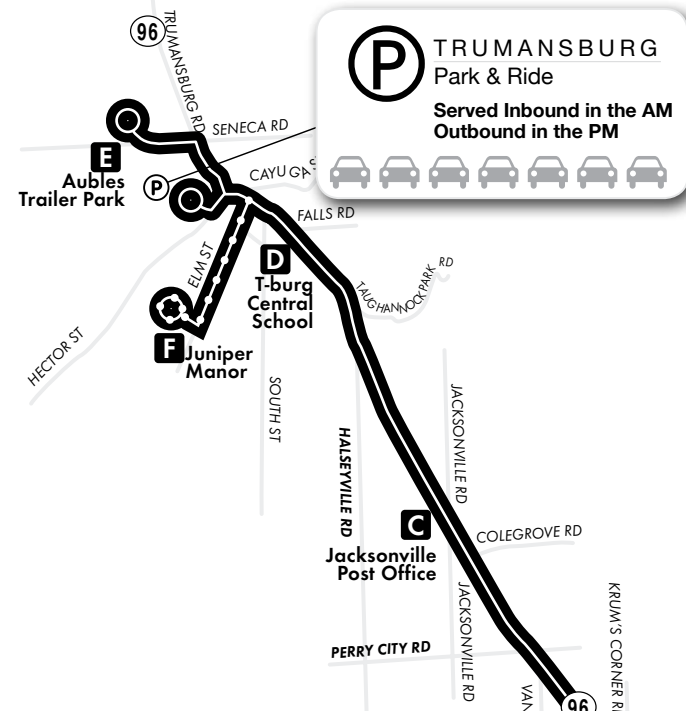 96
TRUMANSBURG RD
P
TRUMANSBURG
Park & Ride
Served Inbound in the AM
Outbound in the PM
SENECA RD
E
Aubles
Trailer Park
P
FALLS RD
ELM ST
D
T-burg
Central
School
TAUGHANNOCK PARK RD
F
Juniper
Manor
HECTOR ST
SOUTH ST
HALSEYVILLE RD
JACKSONVILLE RD
C
Jacksonville
Post Office
COLEGROVE RD
JACKSONVILLE RD
KRUM'S CORNER
PERRY CITY RD
VAN
96